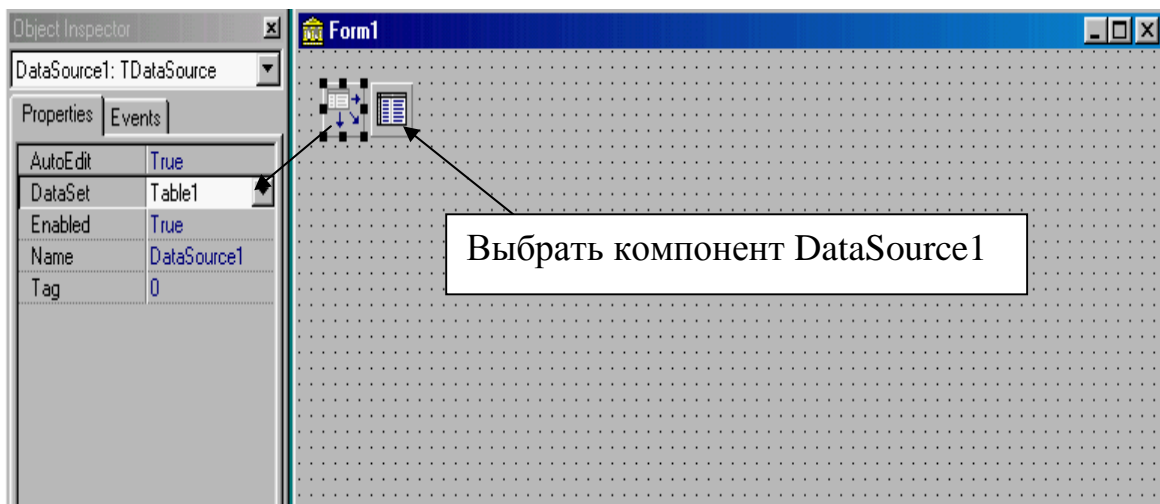 Object Inspector
DataSource1: TDataSource
Properties Events
AutoEdit True
DataSet Table1
Enabled True
Name DataSource1
Tag 0
Form1
Выбрать компонент DataSource1